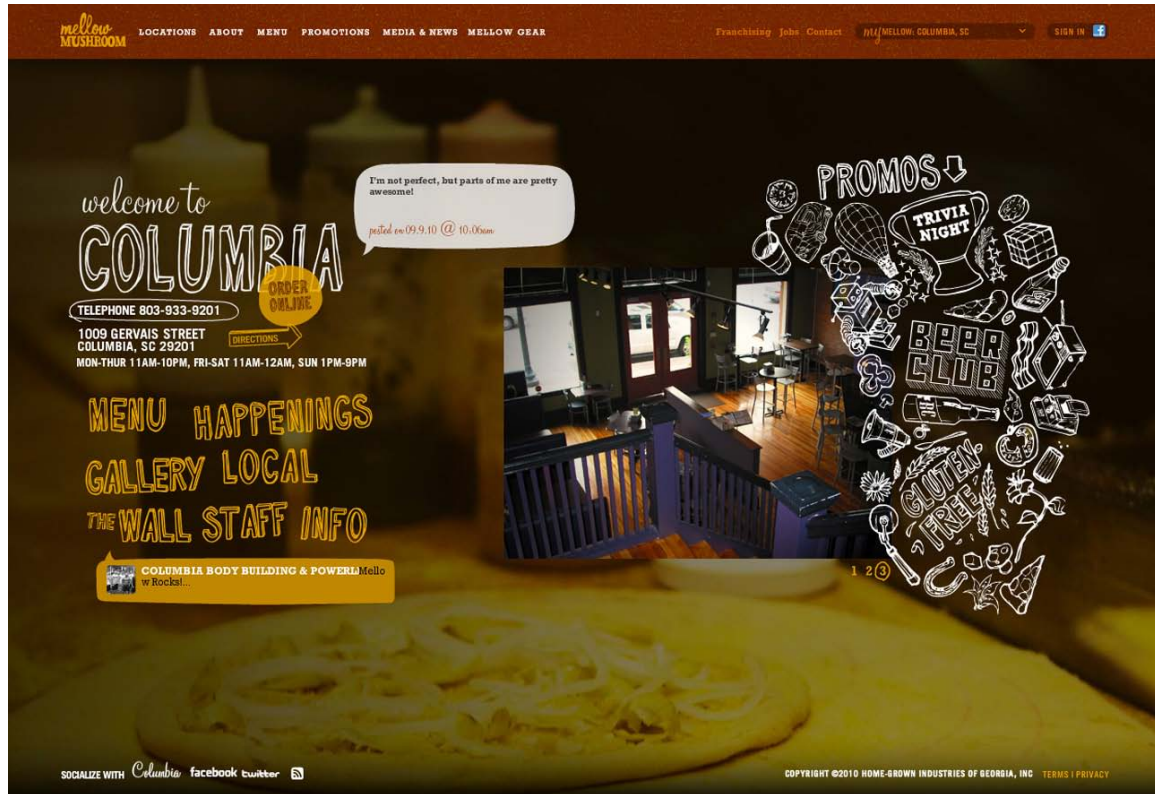 mellow
MUSHROOM
LOCATIONS ABOUT MENU PROMOTIONS MEDIA & NEWS MELLOW GEAR
Franchising Jobs Contact
my MELLOW: COLUMBIA, SC
SIGN IN f
welcome to
COLUMBIA
ORDER
ONLINE
TELEPHONE 803-933-9201
1009 GERVAIS STREET
COLUMBIA, SC 29201
DIRECTIONS
MON-THUR 11AM-10PM, FRI-SAT 11AM-12AM, SUN 1PM-9PM
I'm not perfect, but parts of me are pretty
awesome!
posted on 09.9.10 @ 10:06am
MENU HAPPENINGS
GALLERY LOCAL
THE WALL STAFF INFO
COLUMBIA BODY BUILDING & POWERL Mello
w Rocks!...
1 2 3
PROMOS
TRIVIA
NIGHT
BEER
CLUB
GLUTEN
FREE
SOCIALIZE WITH Columbia facebook twitter
COPYRIGHT ©2010 HOME-GROWN INDUSTRIES OF GEORGIA, INC TERMS | PRIVACY